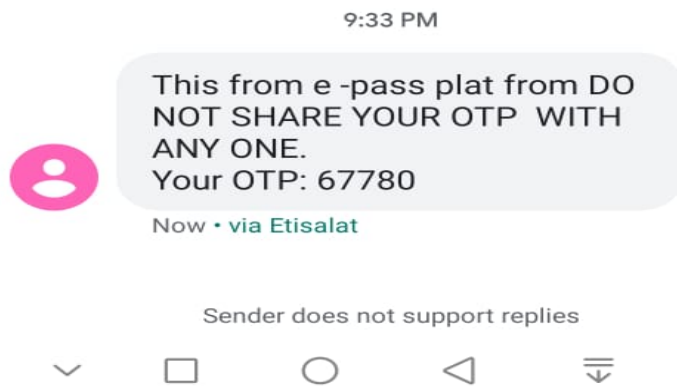 9:33 PM
This from e -pass plat from DO
NOT SHARE YOUR OTP  WITH
ANY ONE.
Your OTP: 67780
Now • via Etisalat
Sender does not support replies